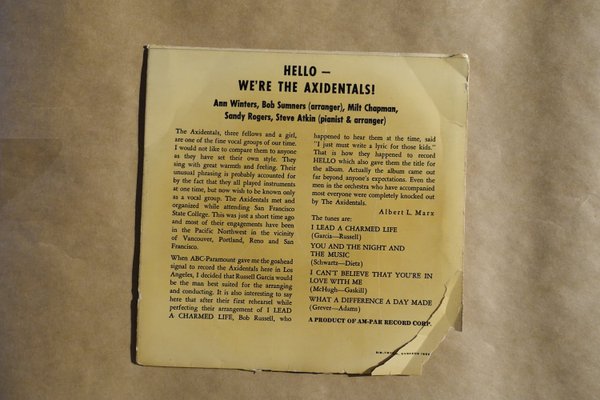 HELLO —
WE'RE THE AXIDENTALS!
Ann Winters, Bob Sumners (arranger), Milt Chapman,
Sandy Rogers, Steve Atkin (pianist & arranger)
The Axidentals, three fellows and a girl,
are one of the fine vocal groups of our time.
I would not like to compare them to anyone
as they have set their own style. They
sing with great warmth and feeling. Their
unusual phrasing is probably accounted for
by the fact that they all played instruments
at one time, but now wish to be known only
as a vocal group. The Axidentals met and
organized while attending San Francisco
State College. This was just a short time ago
and most of their engagements have been
in the Pacific Northwest in the vicinity
of Vancouver, Portland, Reno and San
Francisco.
When ABC-Paramount gave me the goahead
signal to record the Axidentals here in Los
Angeles, I decided that Russell Garcia would
be the man best suited for the arranging
and conducting. It is also interesting to say
here that after their first rehearsal while
perfecting their arrangement of I LEAD
A CHARMED LIFE, Bob Russell, who
happened to hear them at the time, said
"I just must write a lyric for those kids."
That is how they happened to record
HELLO which also gave them the title for
the album. Actually the album came out
far beyond anyone's expectations. Even the
men in the orchestra who have accompanied
most everyone were completely knocked out
by The Axidentals.
Albert L. Marx
The tunes are:
I LEAD A CHARMED LIFE
(Garcia—Russell)
YOU AND THE NIGHT AND
THE MUSIC
(Schwartz—Dietz)
I CAN'T BELIEVE THAT YOU'RE IN
LOVE WITH ME
(McHugh—Gaskill)
WHAT A DIFFERENCE A DAY MADE
(Grever—Adams)
A PRODUCT OF AM-PAR RECORD CORP.